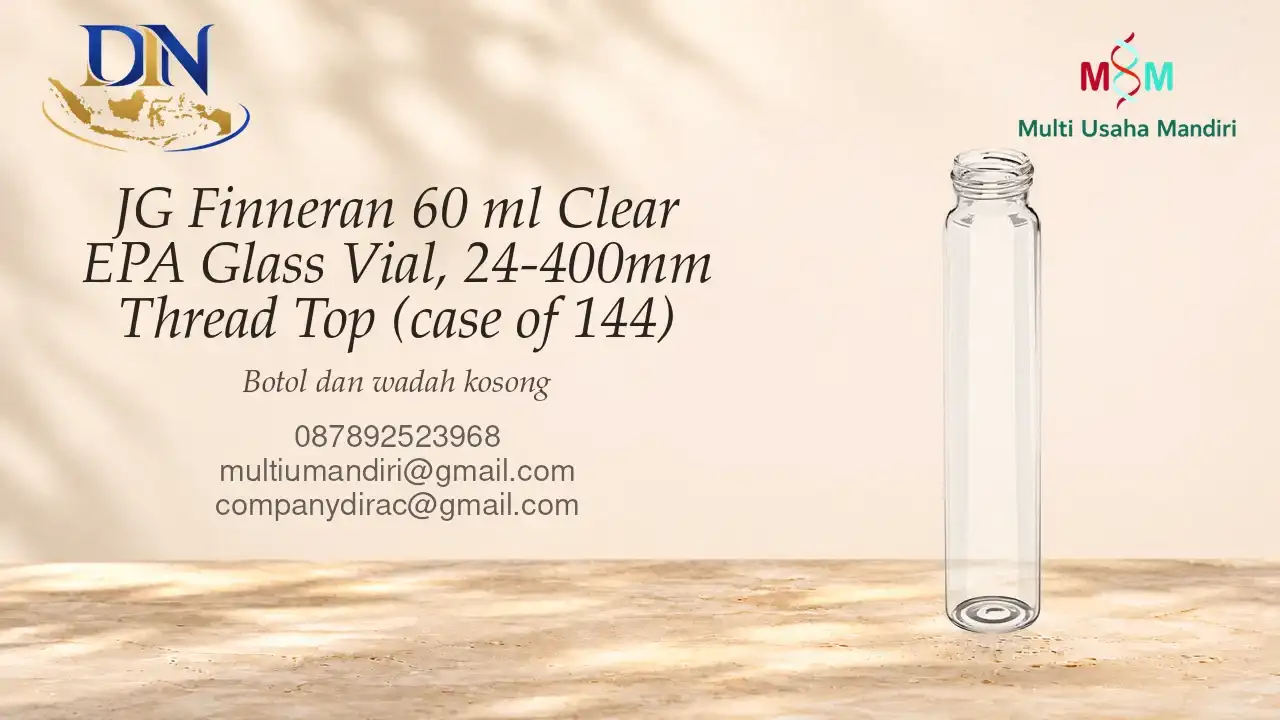 DIN
MSM
Multi Usaha Mandiri
JG Finneran 60 ml Clear
EPA Glass Vial, 24-400mm
Thread Top (case of 144)
Botol dan wadah kosong
087892523968
multiumandiri@gmail.com
companydirac@gmail.com